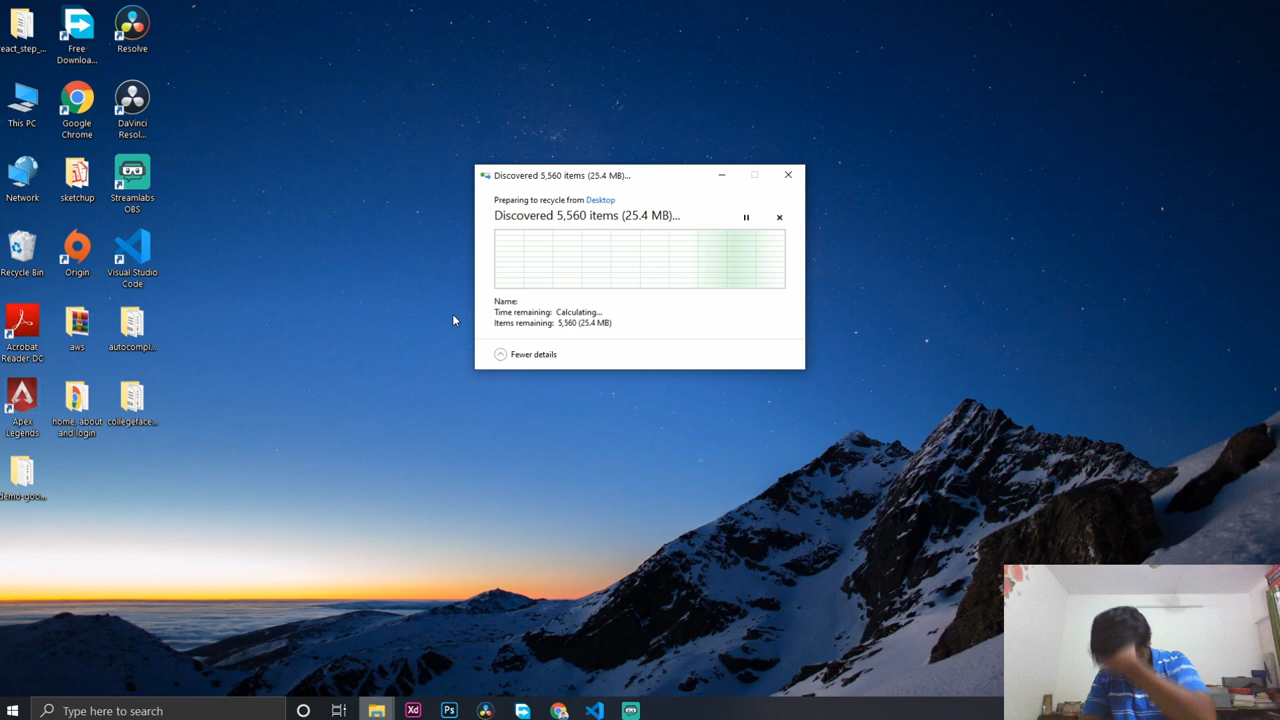 eact_step_...
Free
Downloa...
Resolve
This PC
Google
Chrome
DaVinci
Resol...
Network
sketchup
Streamlabs
OBS
Recycle Bin
Origin
Visual Studio
Code
Acrobat
Reader DC
aws
autocompl...
Apex
Legends
home, about
and login
collegeface...
demo-goo...
Discovered 5,560 items (25.4 MB)...
Preparing to recycle from Desktop
Discovered 5,560 items (25.4 MB)...
Name:
Time remaining: Calculating...
Items remaining: 5,560 (25.4 MB)
Fewer details
Type here to search
Xd
Ps